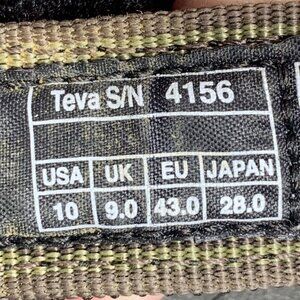 Teva S/N 4156
USA UK EU JAPAN
10 9.0 43.0 28.0